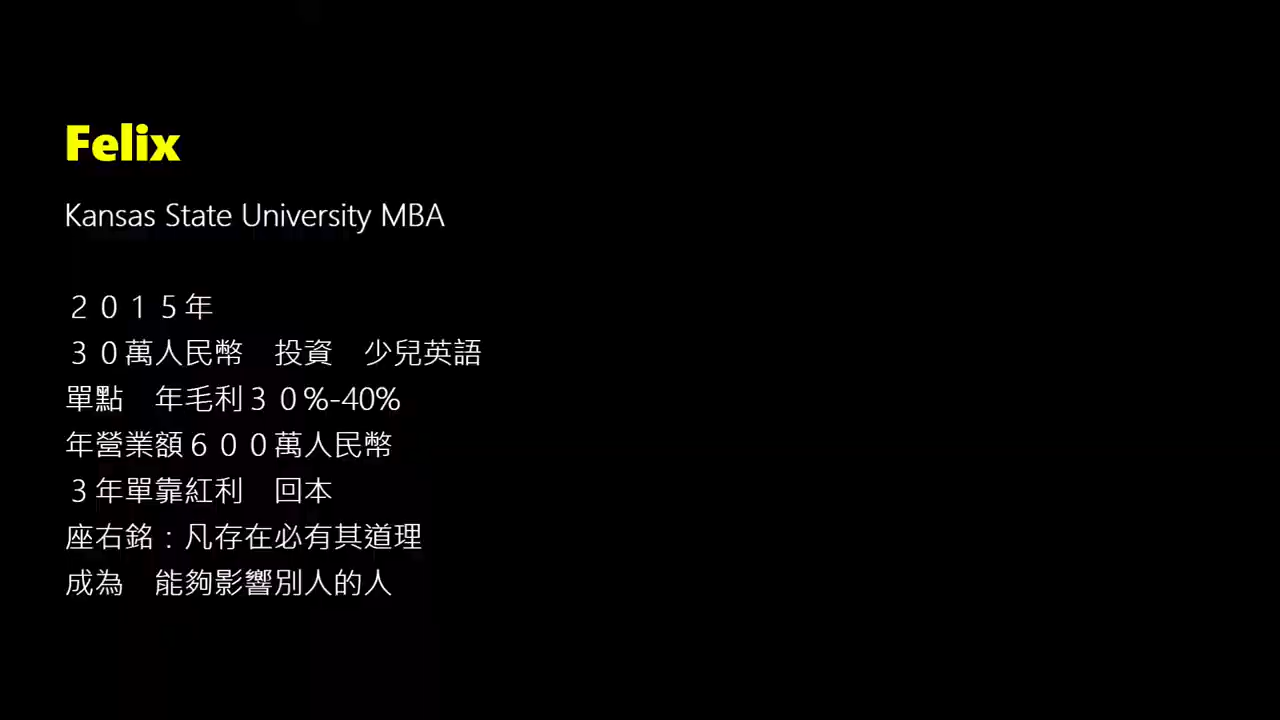 Felix
Kansas State University MBA
２０１５年
３０萬人民幣　投資　少兒英語
單點　年毛利３０%-40%
年營業額６００萬人民幣
３年單靠紅利　回本
座右銘：凡存在必有其道理
成為　能夠影響別人的人